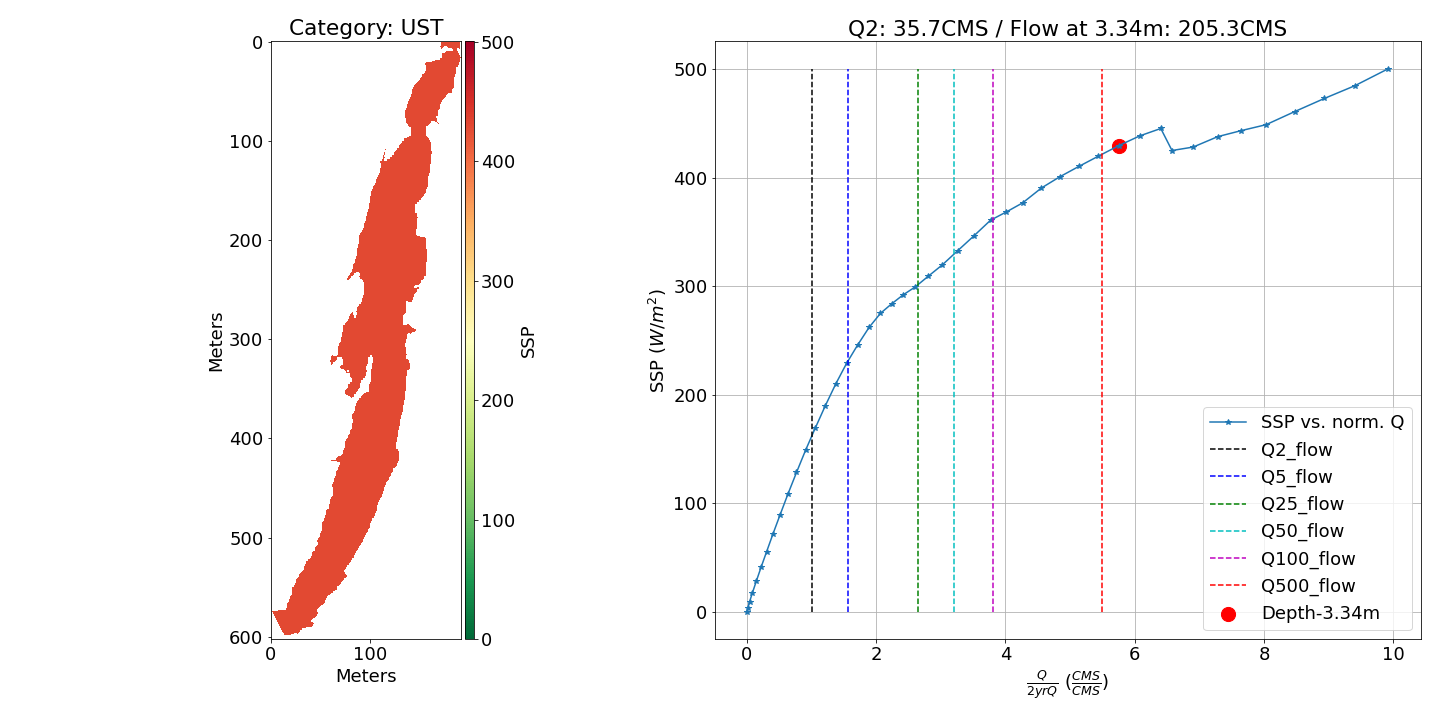 Category: UST
0
100
200
300
400
500
600
Meters
0
100
Meters
500
400
300
200
100
0
SSP
Q2: 35.7CMS / Flow at 3.34m: 205.3CMS
500
400
300
200
100
0
SSP (W/m²)
0
2
4
6
8
10
Q/2yrQ (CMS/CMS)
SSP vs. norm. Q
Q2_flow
Q5_flow
Q25_flow
Q50_flow
Q100_flow
Q500_flow
Depth-3.34m